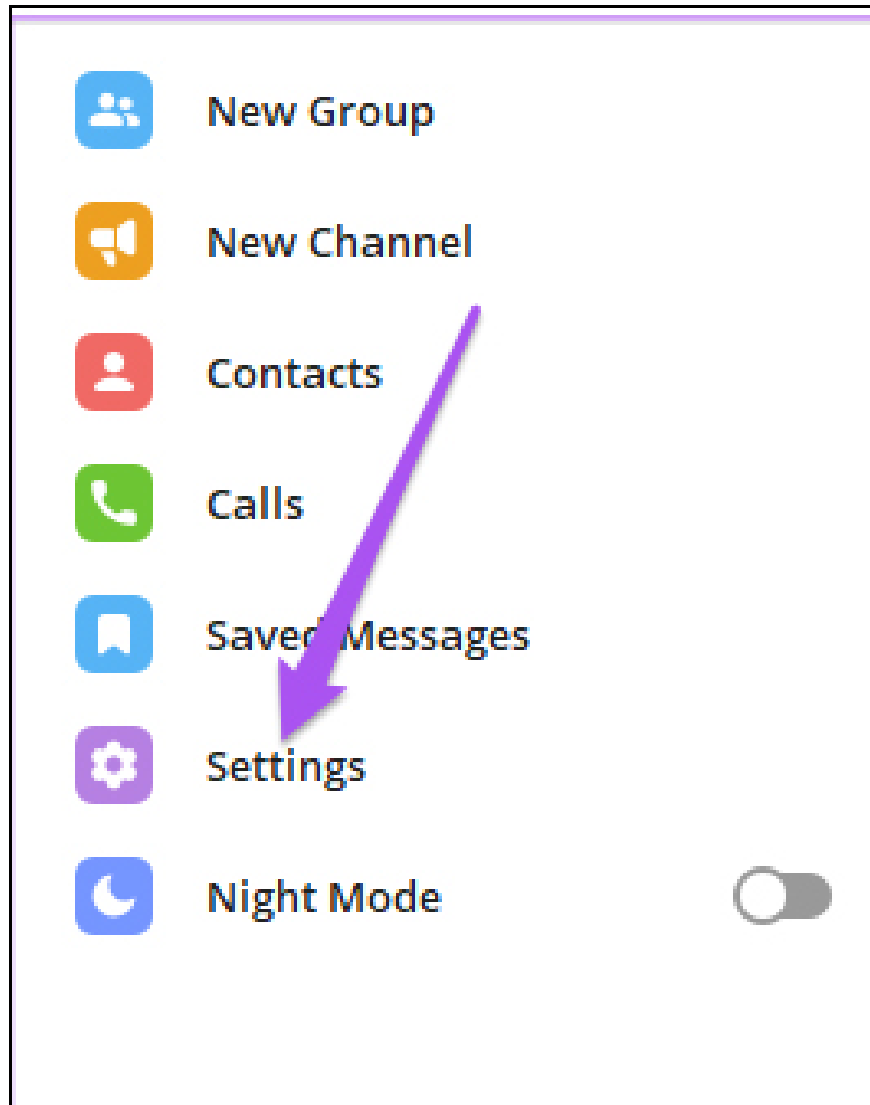 New Group
New Channel
Contacts
Calls
Saved Messages
Settings
Night Mode